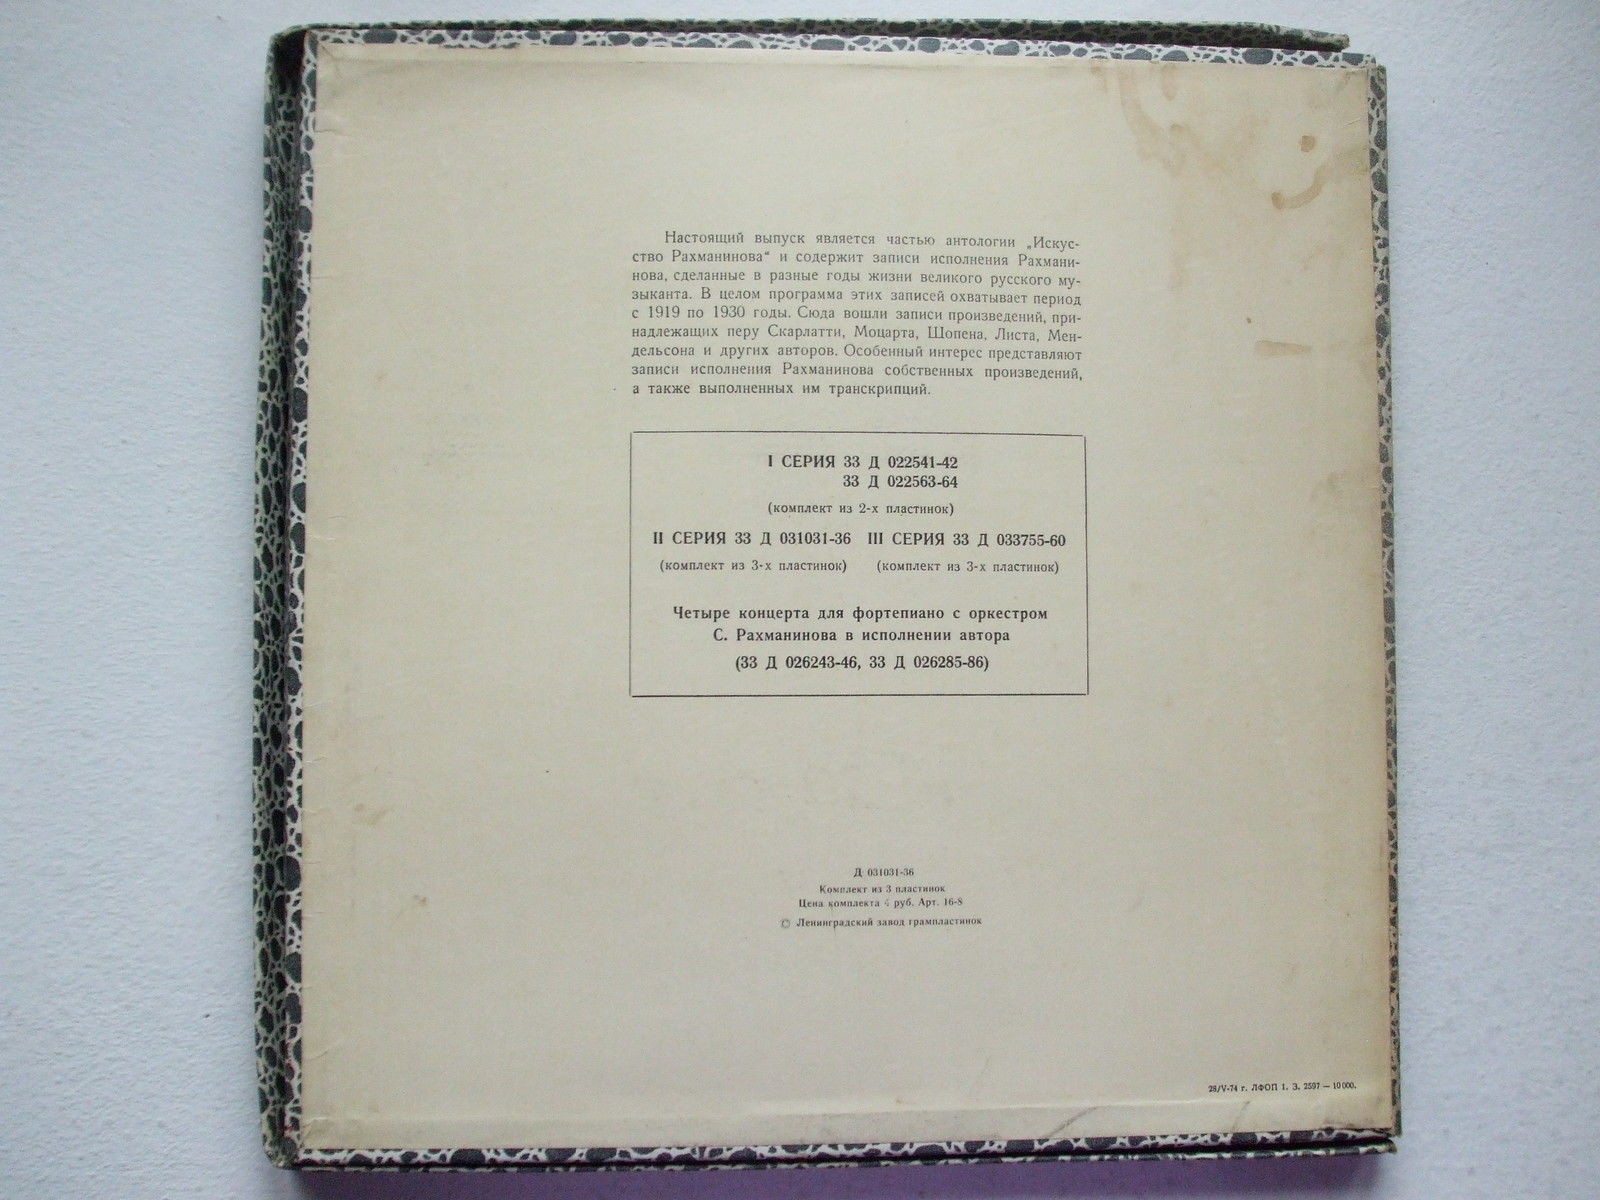 Настоящий выпуск является частью антологии „Искус-
ство Рахманинова“ и содержит записи исполнения Рахмани-
нова, сделанные в разные годы жизни великого русского му-
зыканта. В целом программа этих записей охватывает период
с 1919 по 1930 годы. Сюда вошли записи произведений, при-
надлежащих перу Скарлатти, Моцарта, Шопена, Листа, Мен-
дельсона и других авторов. Особенный интерес представляют
записи исполнения Рахманинова собственных произведений,
а также выполненных им транскрипций.
I СЕРИЯ 33 Д 022541-42
33 Д 022563-64
(комплект из 2-х пластинок)
II СЕРИЯ 33 Д 031031-36 III СЕРИЯ 33 Д 033755-60
(комплект из 3-х пластинок) (комплект из 3-х пластинок)
Четыре концерта для фортепиано с оркестром
С. Рахманинова в исполнении автора
(33 Д 026243-46, 33 Д 026285-86)
Д 031031-36
Комплект из 3 пластинок
Цена комплекта 4 руб. Арт. 16-8
© Ленинградский завод грампластинок
28/V-74 г. ЛФОП 1. З. 2597 — 10 000.